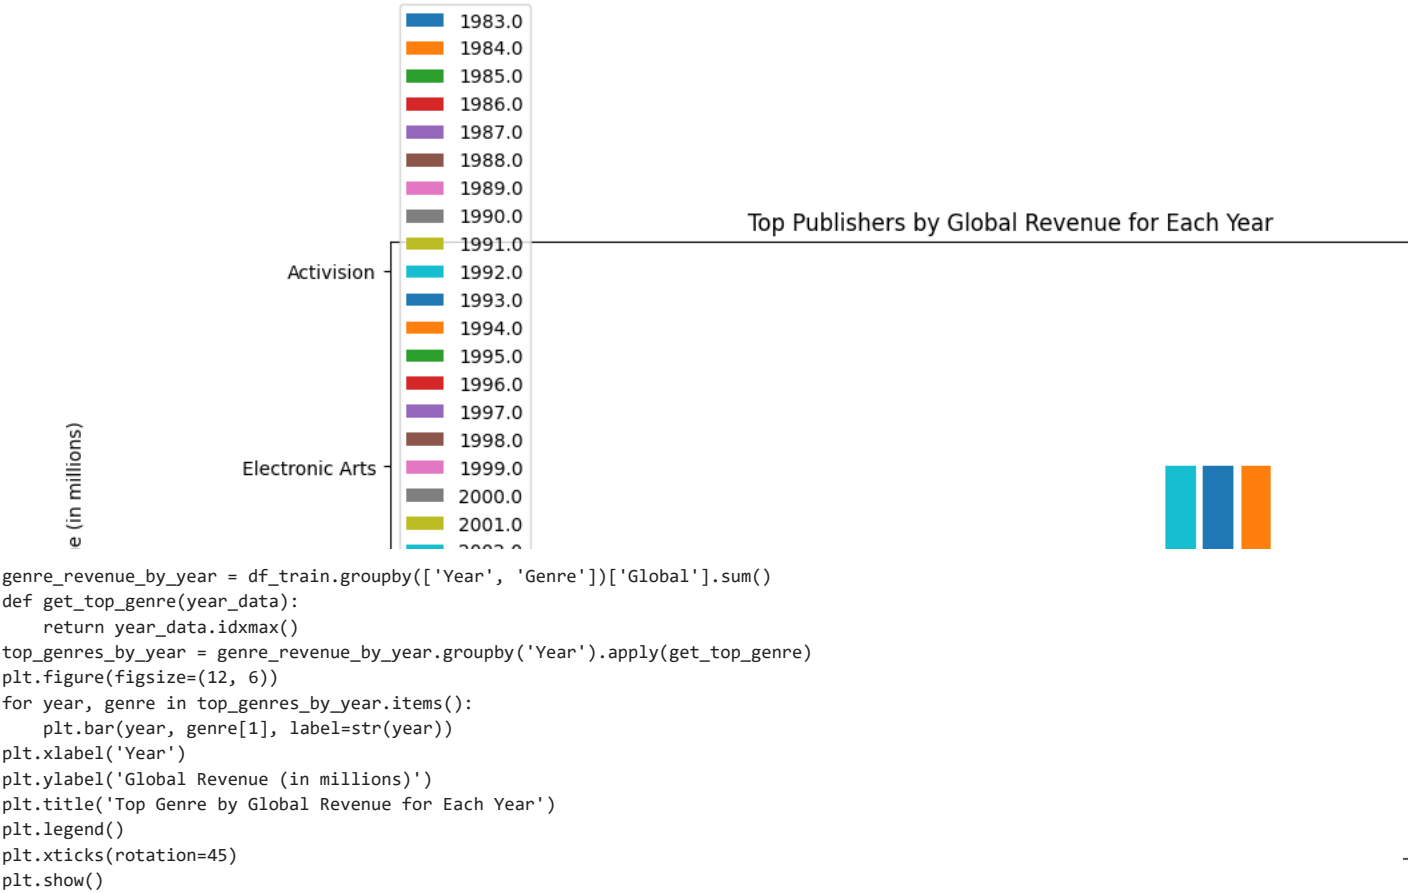 1983.0
1984.0
1985.0
1986.0
1987.0
1988.0
1989.0
1990.0
Top Publishers by Global Revenue for Each Year
1991.0
Activision
1992.0
1993.0
1994.0
1995.0
1996.0
1997.0
1998.0
Electronic Arts
1999.0
2000.0
2001.0
e (in millions)
genre_revenue_by_year = df_train.groupby(['Year', 'Genre'])['Global'].sum()
def get_top_genre(year_data):
    return year_data.idxmax()
top_genres_by_year = genre_revenue_by_year.groupby('Year').apply(get_top_genre)
plt.figure(figsize=(12, 6))
for year, genre in top_genres_by_year.items():
    plt.bar(year, genre[1], label=str(year))
plt.xlabel('Year')
plt.ylabel('Global Revenue (in millions)')
plt.title('Top Genre by Global Revenue for Each Year')
plt.legend()
plt.xticks(rotation=45)
plt.show()